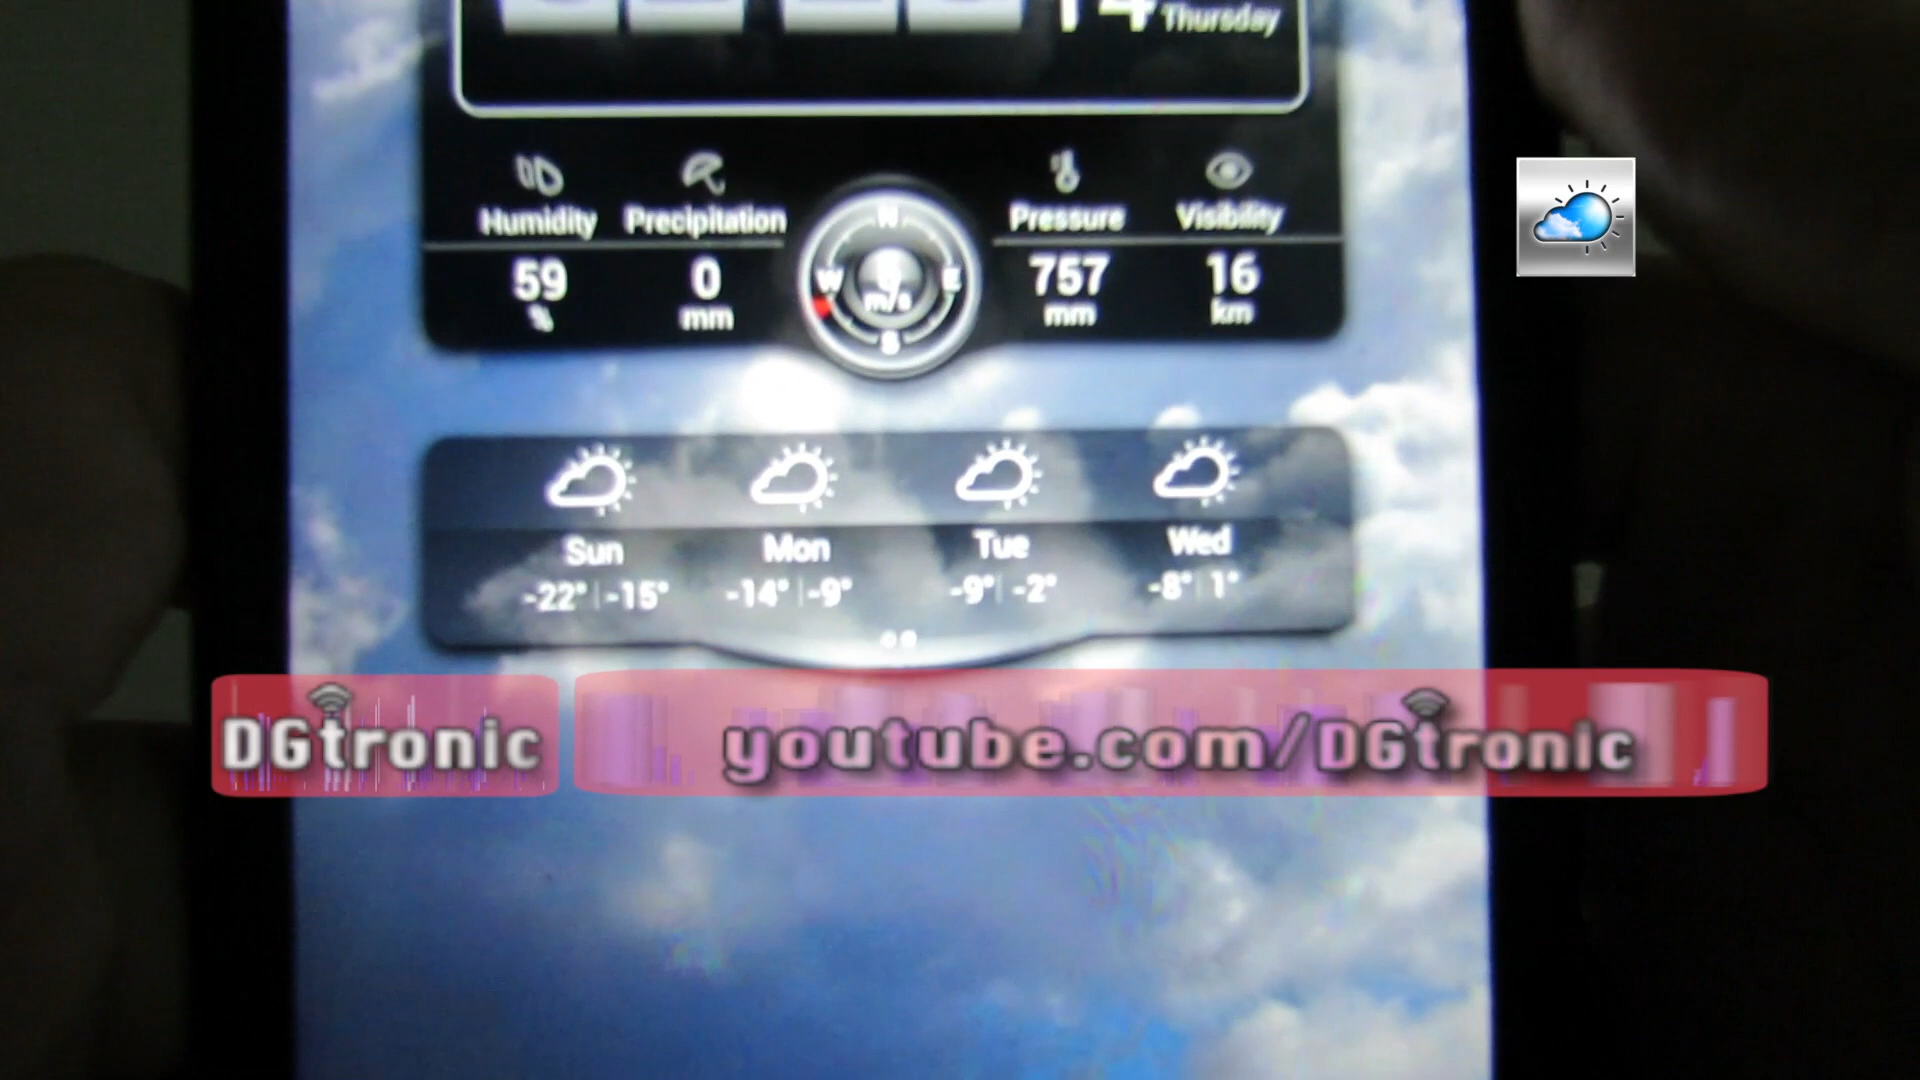 14 Thursday
Humidity Precipitation Pressure Visibility
N
W E
59 0 757 16
% mm m/s mm km
S
Sun Mon Tue Wed
-22° | -15° -14° | -9° -9° | -2° -8° | 1°
DGtronic youtube.com/DGtronic